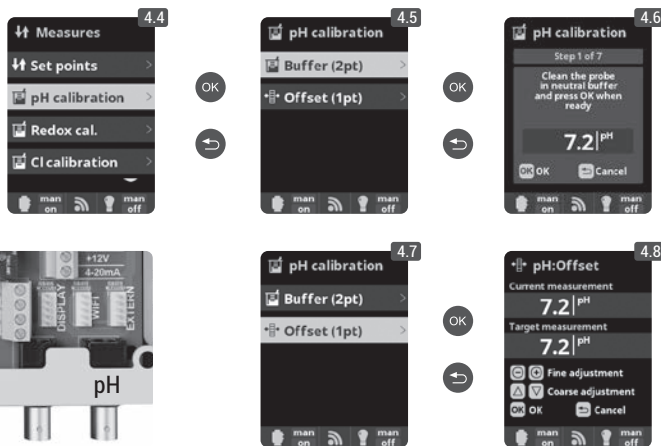 4.4
Measures
Set points
pH calibration
Redox cal.
Cl calibration
man on
man off
OK
4.5
pH calibration
Buffer (2pt)
Offset (1pt)
man on
man off
OK
4.6
pH calibration
Step 1 of 7
Clean the probe
in neutral buffer
and press OK when
ready
7.2 pH
OK OK
Cancel
man on
man off
+12V
4-20mA
DISPLAY
WIFI
EXTERN
pH
4.7
pH calibration
Buffer (2pt)
Offset (1pt)
man on
man off
OK
4.8
pH:Offset
Current measurement
7.2 pH
Target measurement
7.2 pH
Fine adjustment
Coarse adjustment
OK OK
Cancel
man on
man off